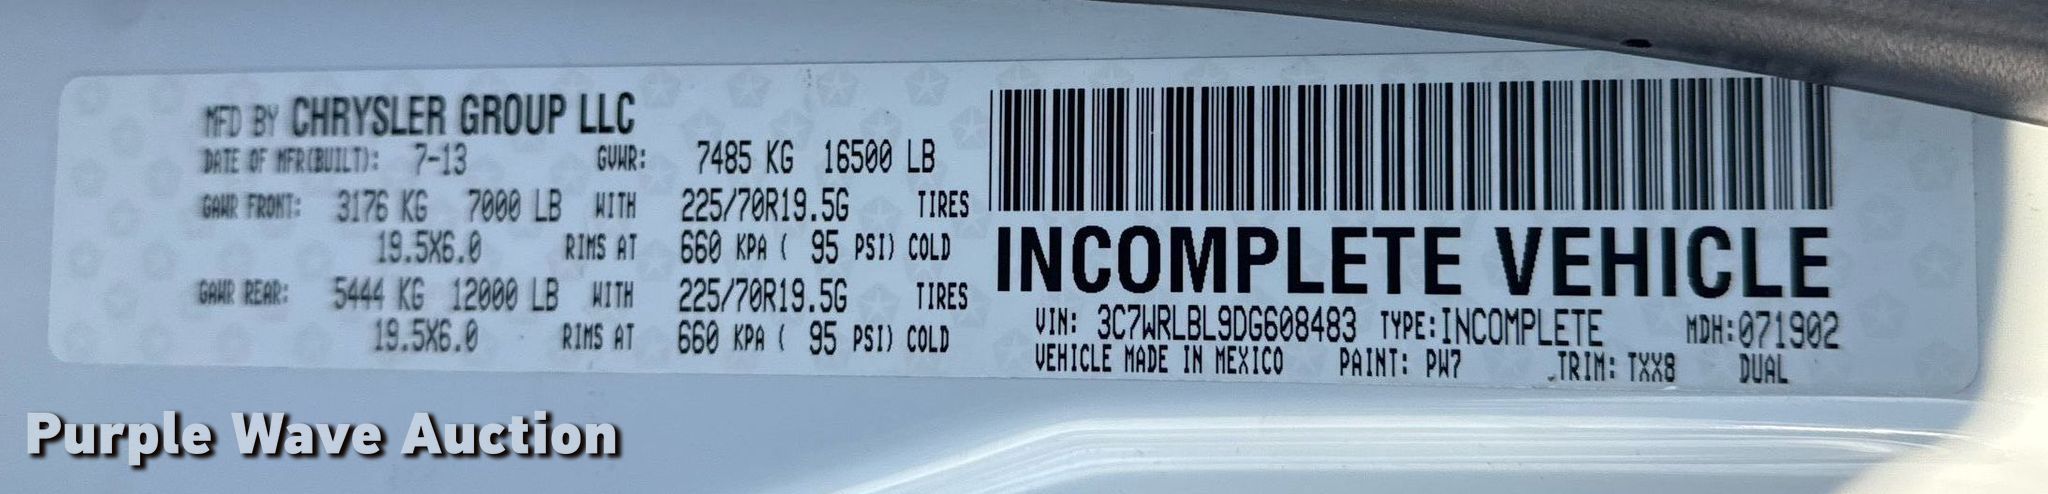 MFD BY CHRYSLER GROUP LLC
DATE OF MFR(BUILT): 7-13 GVWR: 7485 KG 16500 LB
GAWR FRONT: 3176 KG 7000 LB WITH 225/70R19.5G TIRES
19.5X6.0 RIMS AT 660 KPA ( 95 PSI) COLD
GAWR REAR: 5444 KG 12000 LB WITH 225/70R19.5G TIRES
19.5X6.0 RIMS AT 660 KPA ( 95 PSI) COLD
INCOMPLETE VEHICLE
VIN: 3C7WRLBL9DG608483 TYPE:INCOMPLETE MDH:071902
VEHICLE MADE IN MEXICO PAINT: PW7 TRIM: TXX8 DUAL
Purple Wave Auction